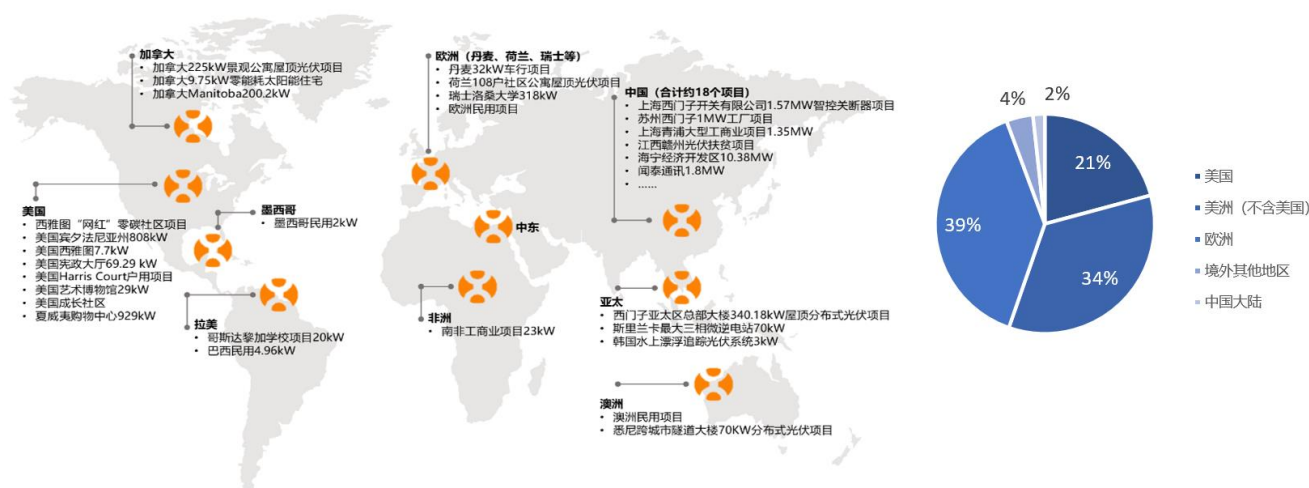 加拿大
• 加拿大225kW景观公寓屋顶光伏项目
• 加拿大9.75kW零能耗太阳能住宅
• 加拿大Manitoba200.2kW
欧洲（丹麦、荷兰、瑞士等）
• 丹麦32kW车行项目
• 荷兰108户社区公寓屋顶光伏项目
• 瑞士洛桑大学318kW
• 欧洲民用项目
中国（合计约18个项目）
• 上海西门子开关有限公司1.57MW智控关断器项目
• 苏州西门子1MW工厂项目
• 上海青浦大型工商业项目1.35MW
• 江西赣州光伏扶贫项目
• 海宁经济开发区10.38MW
• 闻泰通讯1.8MW
• ……
美国
• 西雅图“网红”零碳社区项目
• 美国宾夕法尼亚州808kW
• 美国西雅图7.7kW
• 美国宪政大厅69.29 kW
• 美国Harris Court户用项目
• 美国艺术博物馆29kW
• 美国成长社区
• 夏威夷购物中心929kW
墨西哥
• 墨西哥民用2kW
中东
拉美
• 哥斯达黎加学校项目20kW
• 巴西民用4.96kW
非洲
• 南非工商业项目23kW
亚太
• 西门子亚太区总部大楼340.18kW屋顶分布式光伏项目
• 斯里兰卡最大三相微逆电站70kW
• 韩国水上漂浮追踪光伏系统3kW
澳洲
• 澳洲民用项目
• 悉尼跨城市隧道大楼70KW分布式光伏项目
4%
2%
21%
39%
34%
美国
美洲（不含美国）
欧洲
境外其他地区
中国大陆